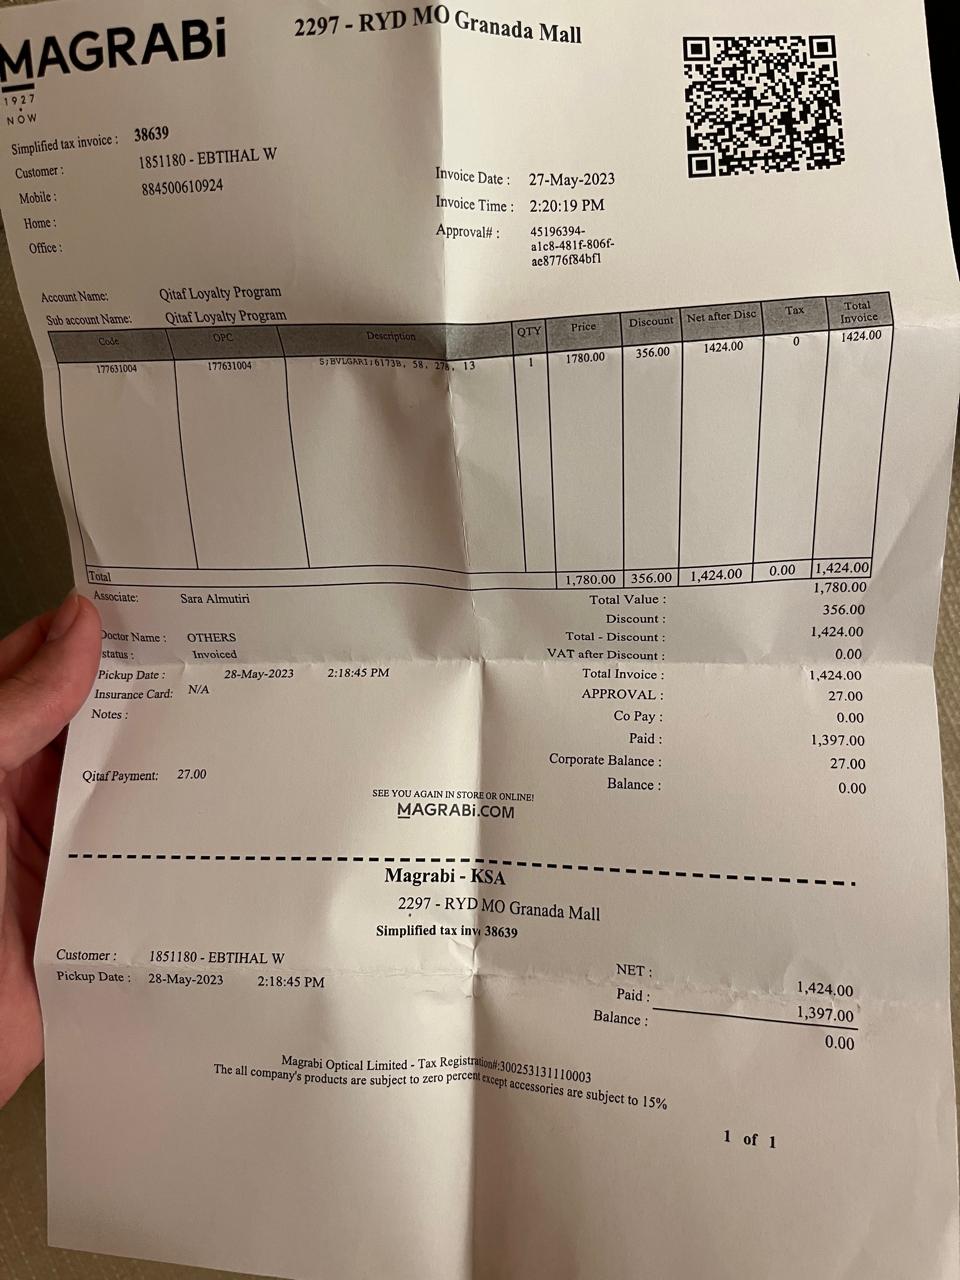 MAGRABi
1927
NOW
2297 - RYD MO Granada Mall
Simplified tax invoice : 38639
Customer : 1851180 - EBTIHAL W
Mobile : 884500610924
Home :
Office :
Invoice Date : 27-May-2023
Invoice Time : 2:20:19 PM
Approval# : 45196394-
a1c8-481f-806f-
ae8776f84bf1
Account Name: Qitaf Loyalty Program
Sub account Name: Qitaf Loyalty Program
Code OPC Description QTY Price Discount Net after Disc Tax Total Invoice
177631004 177631004 S;BVLGARI;6173B, 58, 278, 13 1 1780.00 356.00 1424.00 0 1424.00
Total 1,780.00 356.00 1,424.00 0.00 1,424.00
Associate: Sara Almutiri
Doctor Name : OTHERS
status : Invoiced
Pickup Date : 28-May-2023 2:18:45 PM
Insurance Card: N/A
Notes :
Qitaf Payment: 27.00
Total Value : 1,780.00
Discount : 356.00
Total - Discount : 1,424.00
VAT after Discount : 0.00
Total Invoice : 1,424.00
APPROVAL : 27.00
Co Pay : 0.00
Paid : 1,397.00
Corporate Balance : 27.00
Balance : 0.00
SEE YOU AGAIN IN STORE OR ONLINE!
MAGRABi.COM
Magrabi - KSA
2297 - RYD MO Granada Mall
Simplified tax inv 38639
Customer : 1851180 - EBTIHAL W
Pickup Date : 28-May-2023 2:18:45 PM
NET : 1,424.00
Paid : 1,397.00
Balance : 0.00
Magrabi Optical Limited - Tax Registration#:300253131110003
The all company's products are subject to zero percent except accessories are subject to 15%
1 of 1